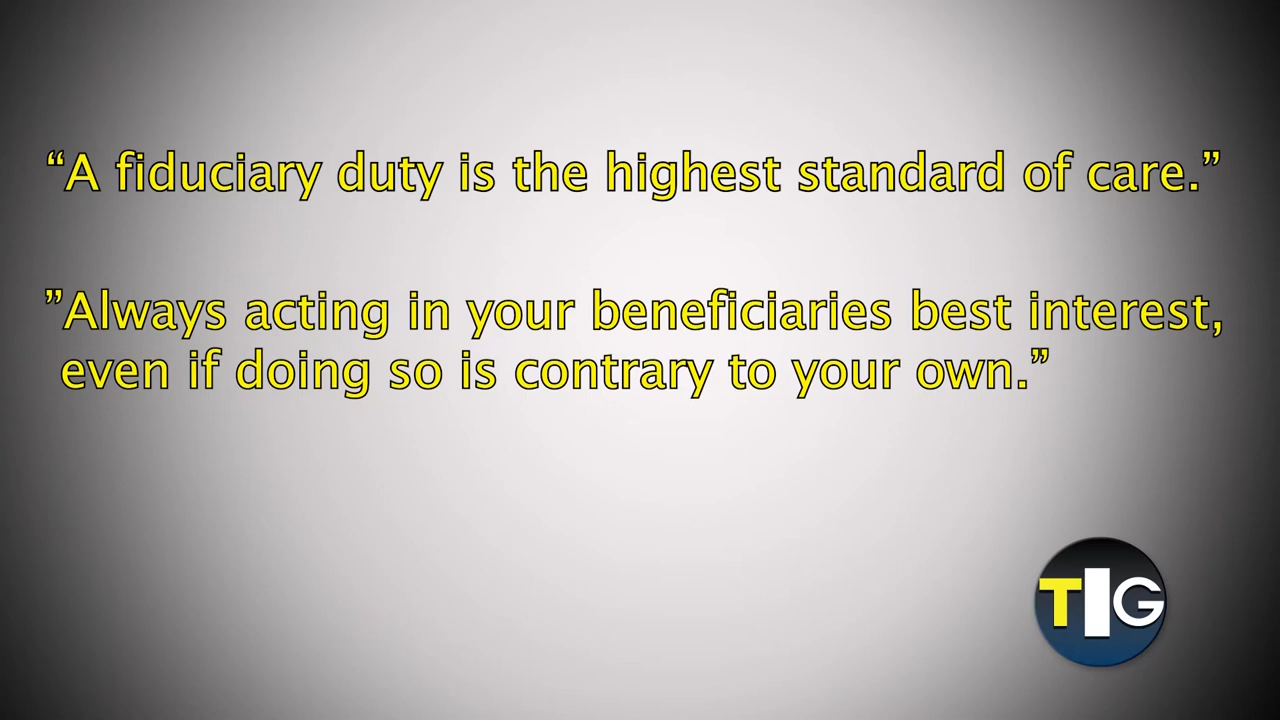 “A fiduciary duty is the highest standard of care.”
”Always acting in your beneficiaries best interest,
even if doing so is contrary to your own.”
TIG